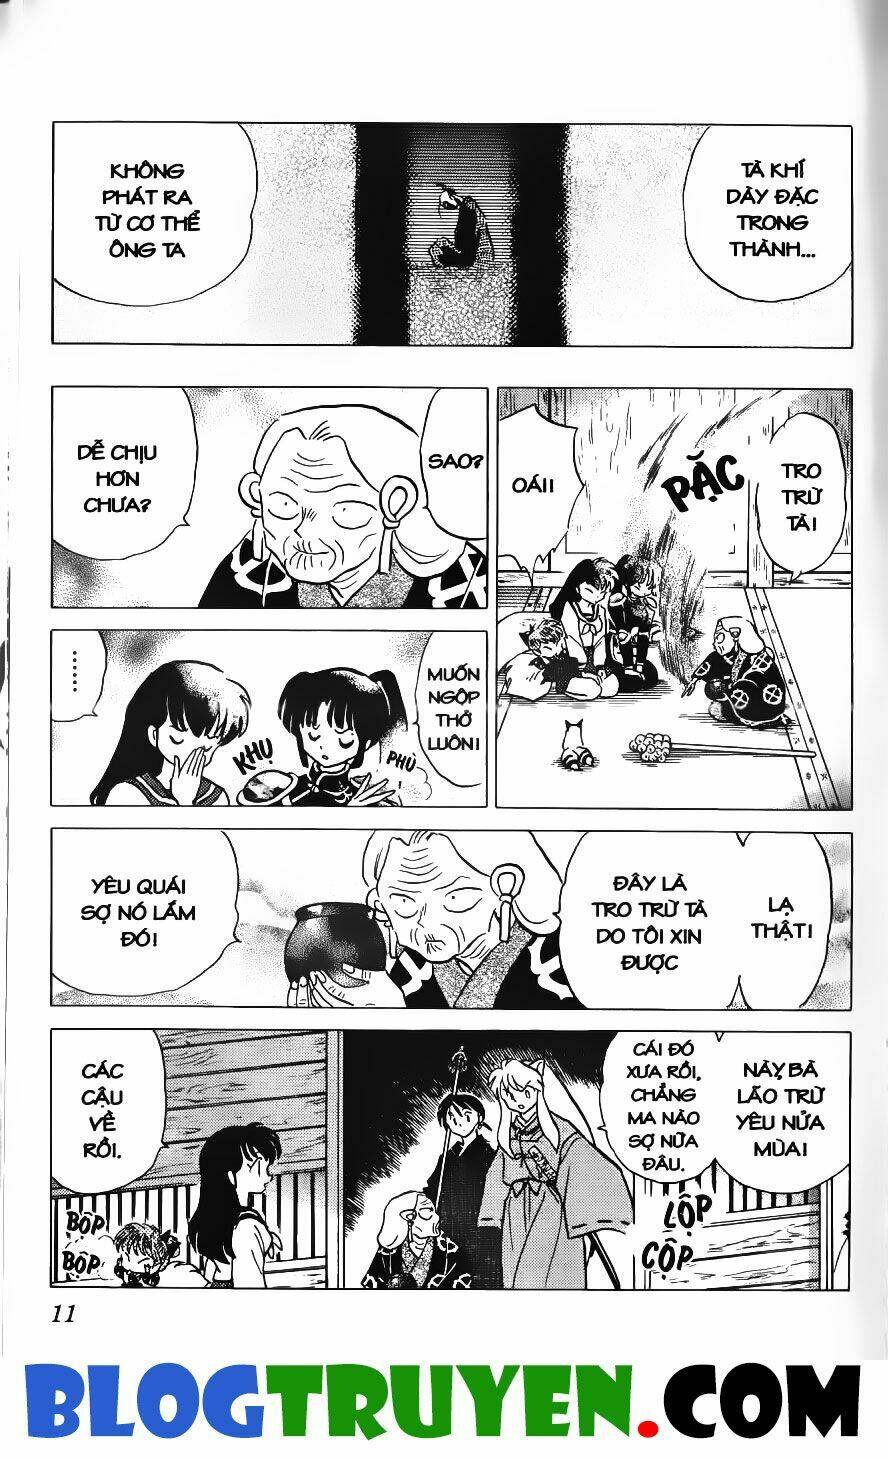 TÀ KHÍ
DÀY ĐẶC
TRONG
THÀNH...
KHÔNG
PHÁT RA
TỪ CƠ THỂ
ÔNG TA
TRO
TRỪ
TÀ!
PẶC
OÁI!
SAO?
DỄ CHỊU
HƠN
CHƯA?
MUỐN
NGỘP
THỞ
LUÔN!
PHÙ
KHỤ
......
LẠ
THẬT!
ĐÂY LÀ
TRO TRỪ TÀ
DO TÔI XIN
ĐƯỢC
YÊU QUÁI
SỢ NÓ LẮM
ĐÓ!
NÀY, BÀ
LÃO TRỪ
YÊU NỬA
MÙA!
CÁI ĐÓ
XƯA RỒI.
CHẲNG
MA NÀO
SỢ NỮA
ĐÂU.
LỘP
CỘP
CÁC
CẬU
VỀ
RỒI.
BỘP
BỘP
11
BLOGTRUYEN.COM